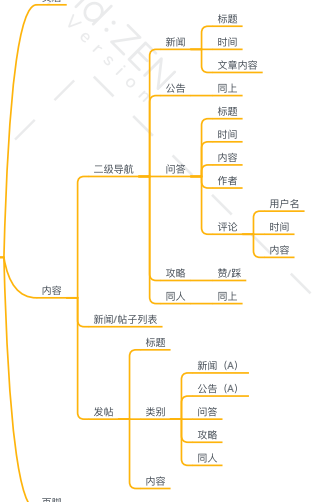 标题
新闻
时间
文章内容
公告
同上
标题
时间
二级导航
问答
内容
作者
用户名
评论
时间
内容
攻略
赞/踩
内容
同人
同上
新闻/帖子列表
标题
新闻（A）
公告（A）
发帖
类别
问答
攻略
同人
内容